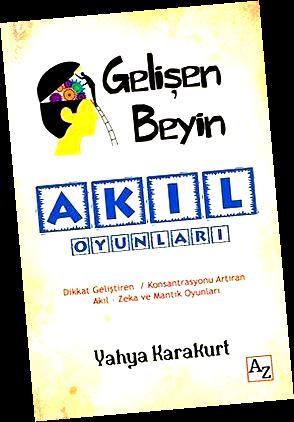 Gelişen
Beyin
AKIL
OYUNLARI
Dikkat Geliştiren / Konsantrasyonu Artıran
Akıl - Zeka ve Mantık Oyunları
Yahya Karakurt
AZ